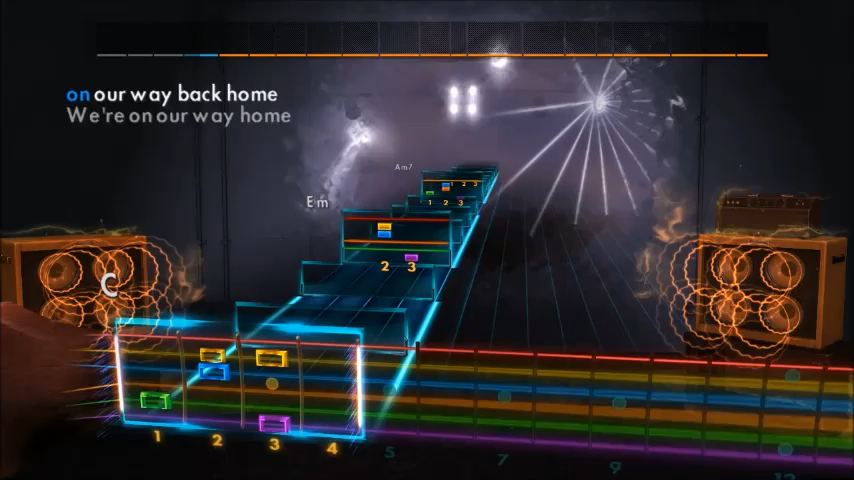 on our way back home
We're on our way home
Am7
1 2 3
1 2 3
Em
2 3
C
1 2 3 4 5 7 9 12